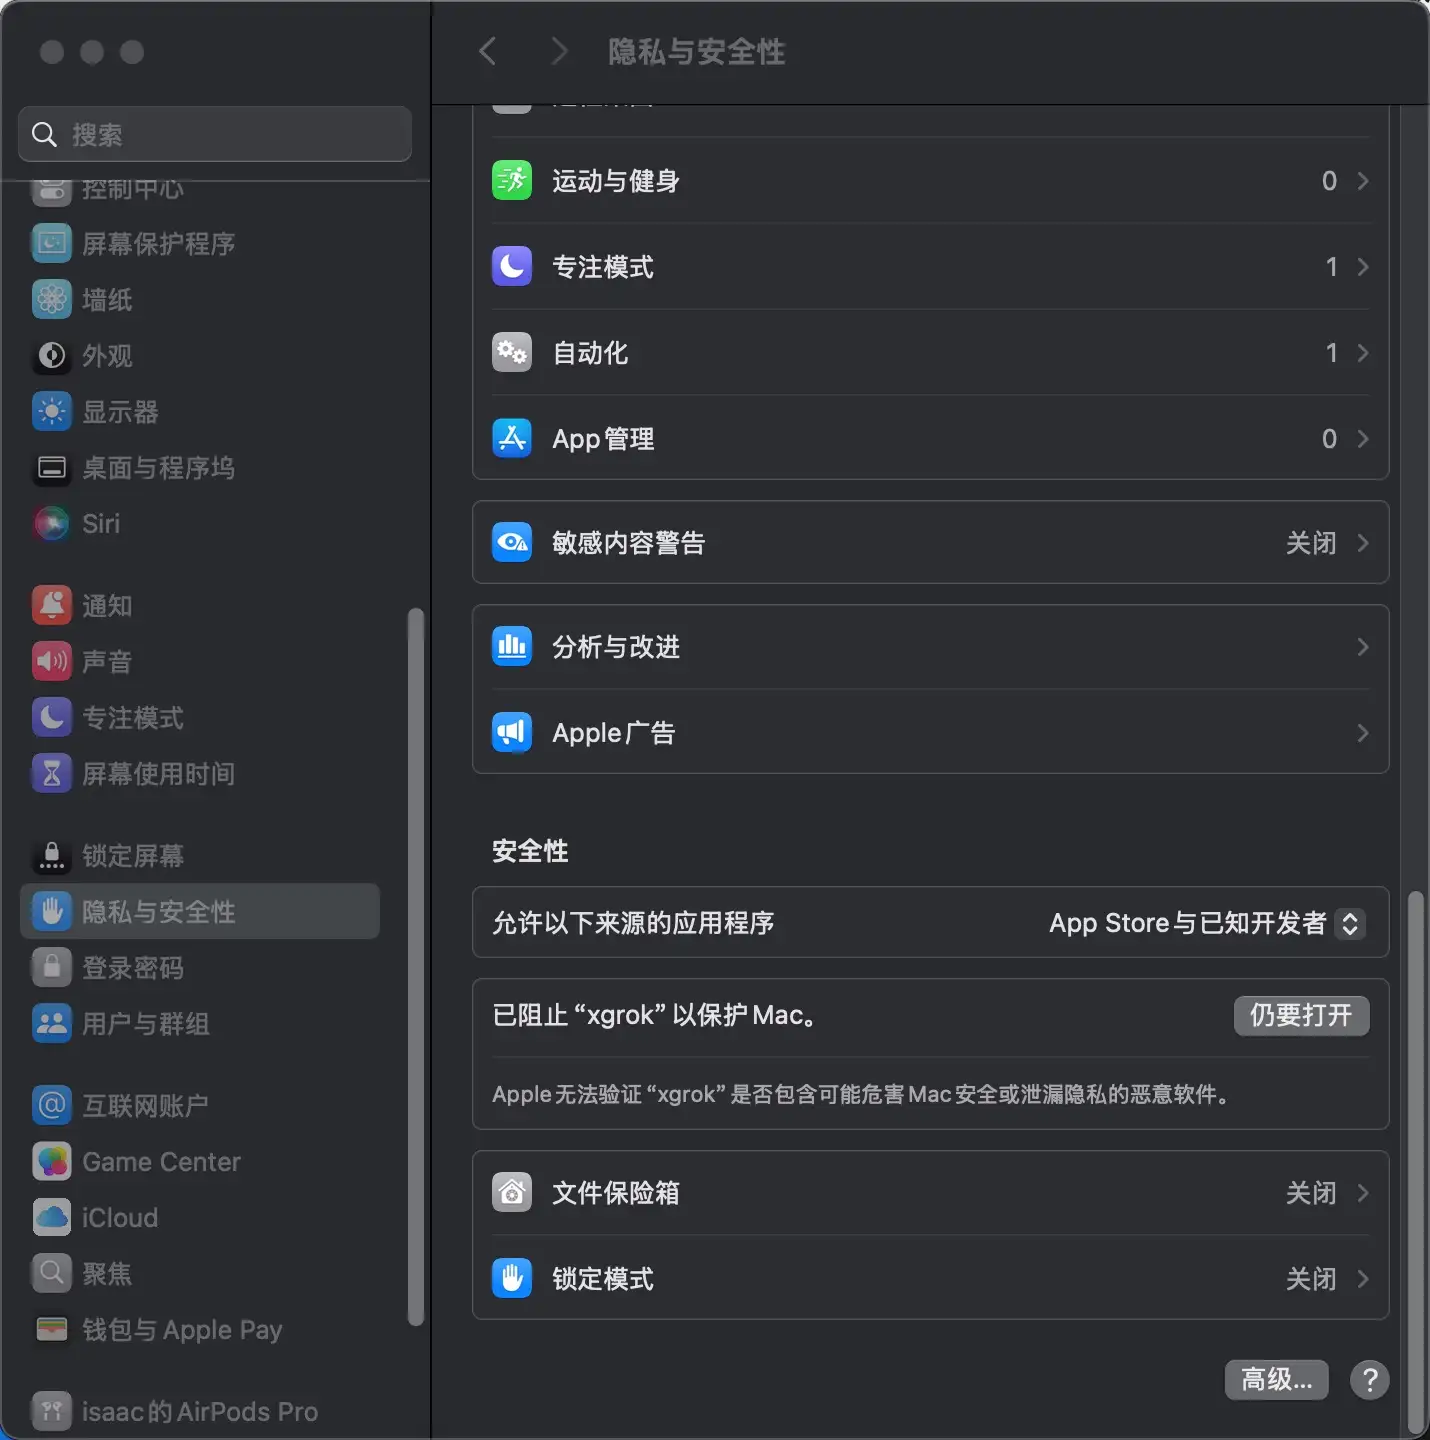 隐私与安全性
搜索
控制中心
屏幕保护程序
墙纸
外观
显示器
桌面与程序坞
Siri
通知
声音
专注模式
屏幕使用时间
锁定屏幕
隐私与安全性
登录密码
用户与群组
互联网账户
Game Center
iCloud
聚焦
钱包与 Apple Pay
isaac的AirPods Pro
运动与健身 0
专注模式 1
自动化 1
App管理 0
敏感内容警告 关闭
分析与改进
Apple广告
安全性
允许以下来源的应用程序 App Store与已知开发者
已阻止“xgrok”以保护Mac。 仍要打开
Apple无法验证“xgrok”是否包含可能危害Mac安全或泄漏隐私的恶意软件。
文件保险箱 关闭
锁定模式 关闭
高级... ?